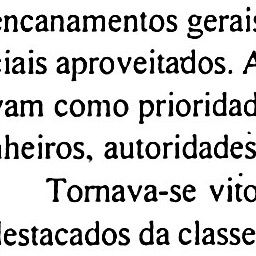 encanamentos gerais
ciais aproveitados. A
vam como prioridad
nheiros, autoridades
Tornava-se vito
destacados da classe